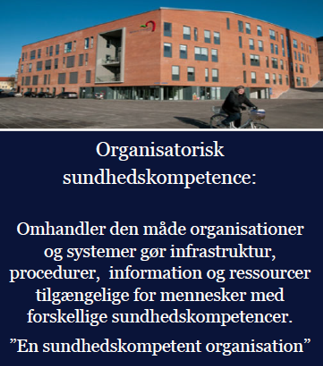 Organisatorisk
sundhedskompetence:
Omhandler den måde organisationer
og systemer gør infrastruktur,
procedurer, information og ressourcer
tilgængelige for mennesker med
forskellige sundhedskompetencer.
”En sundhedskompetent organisation”